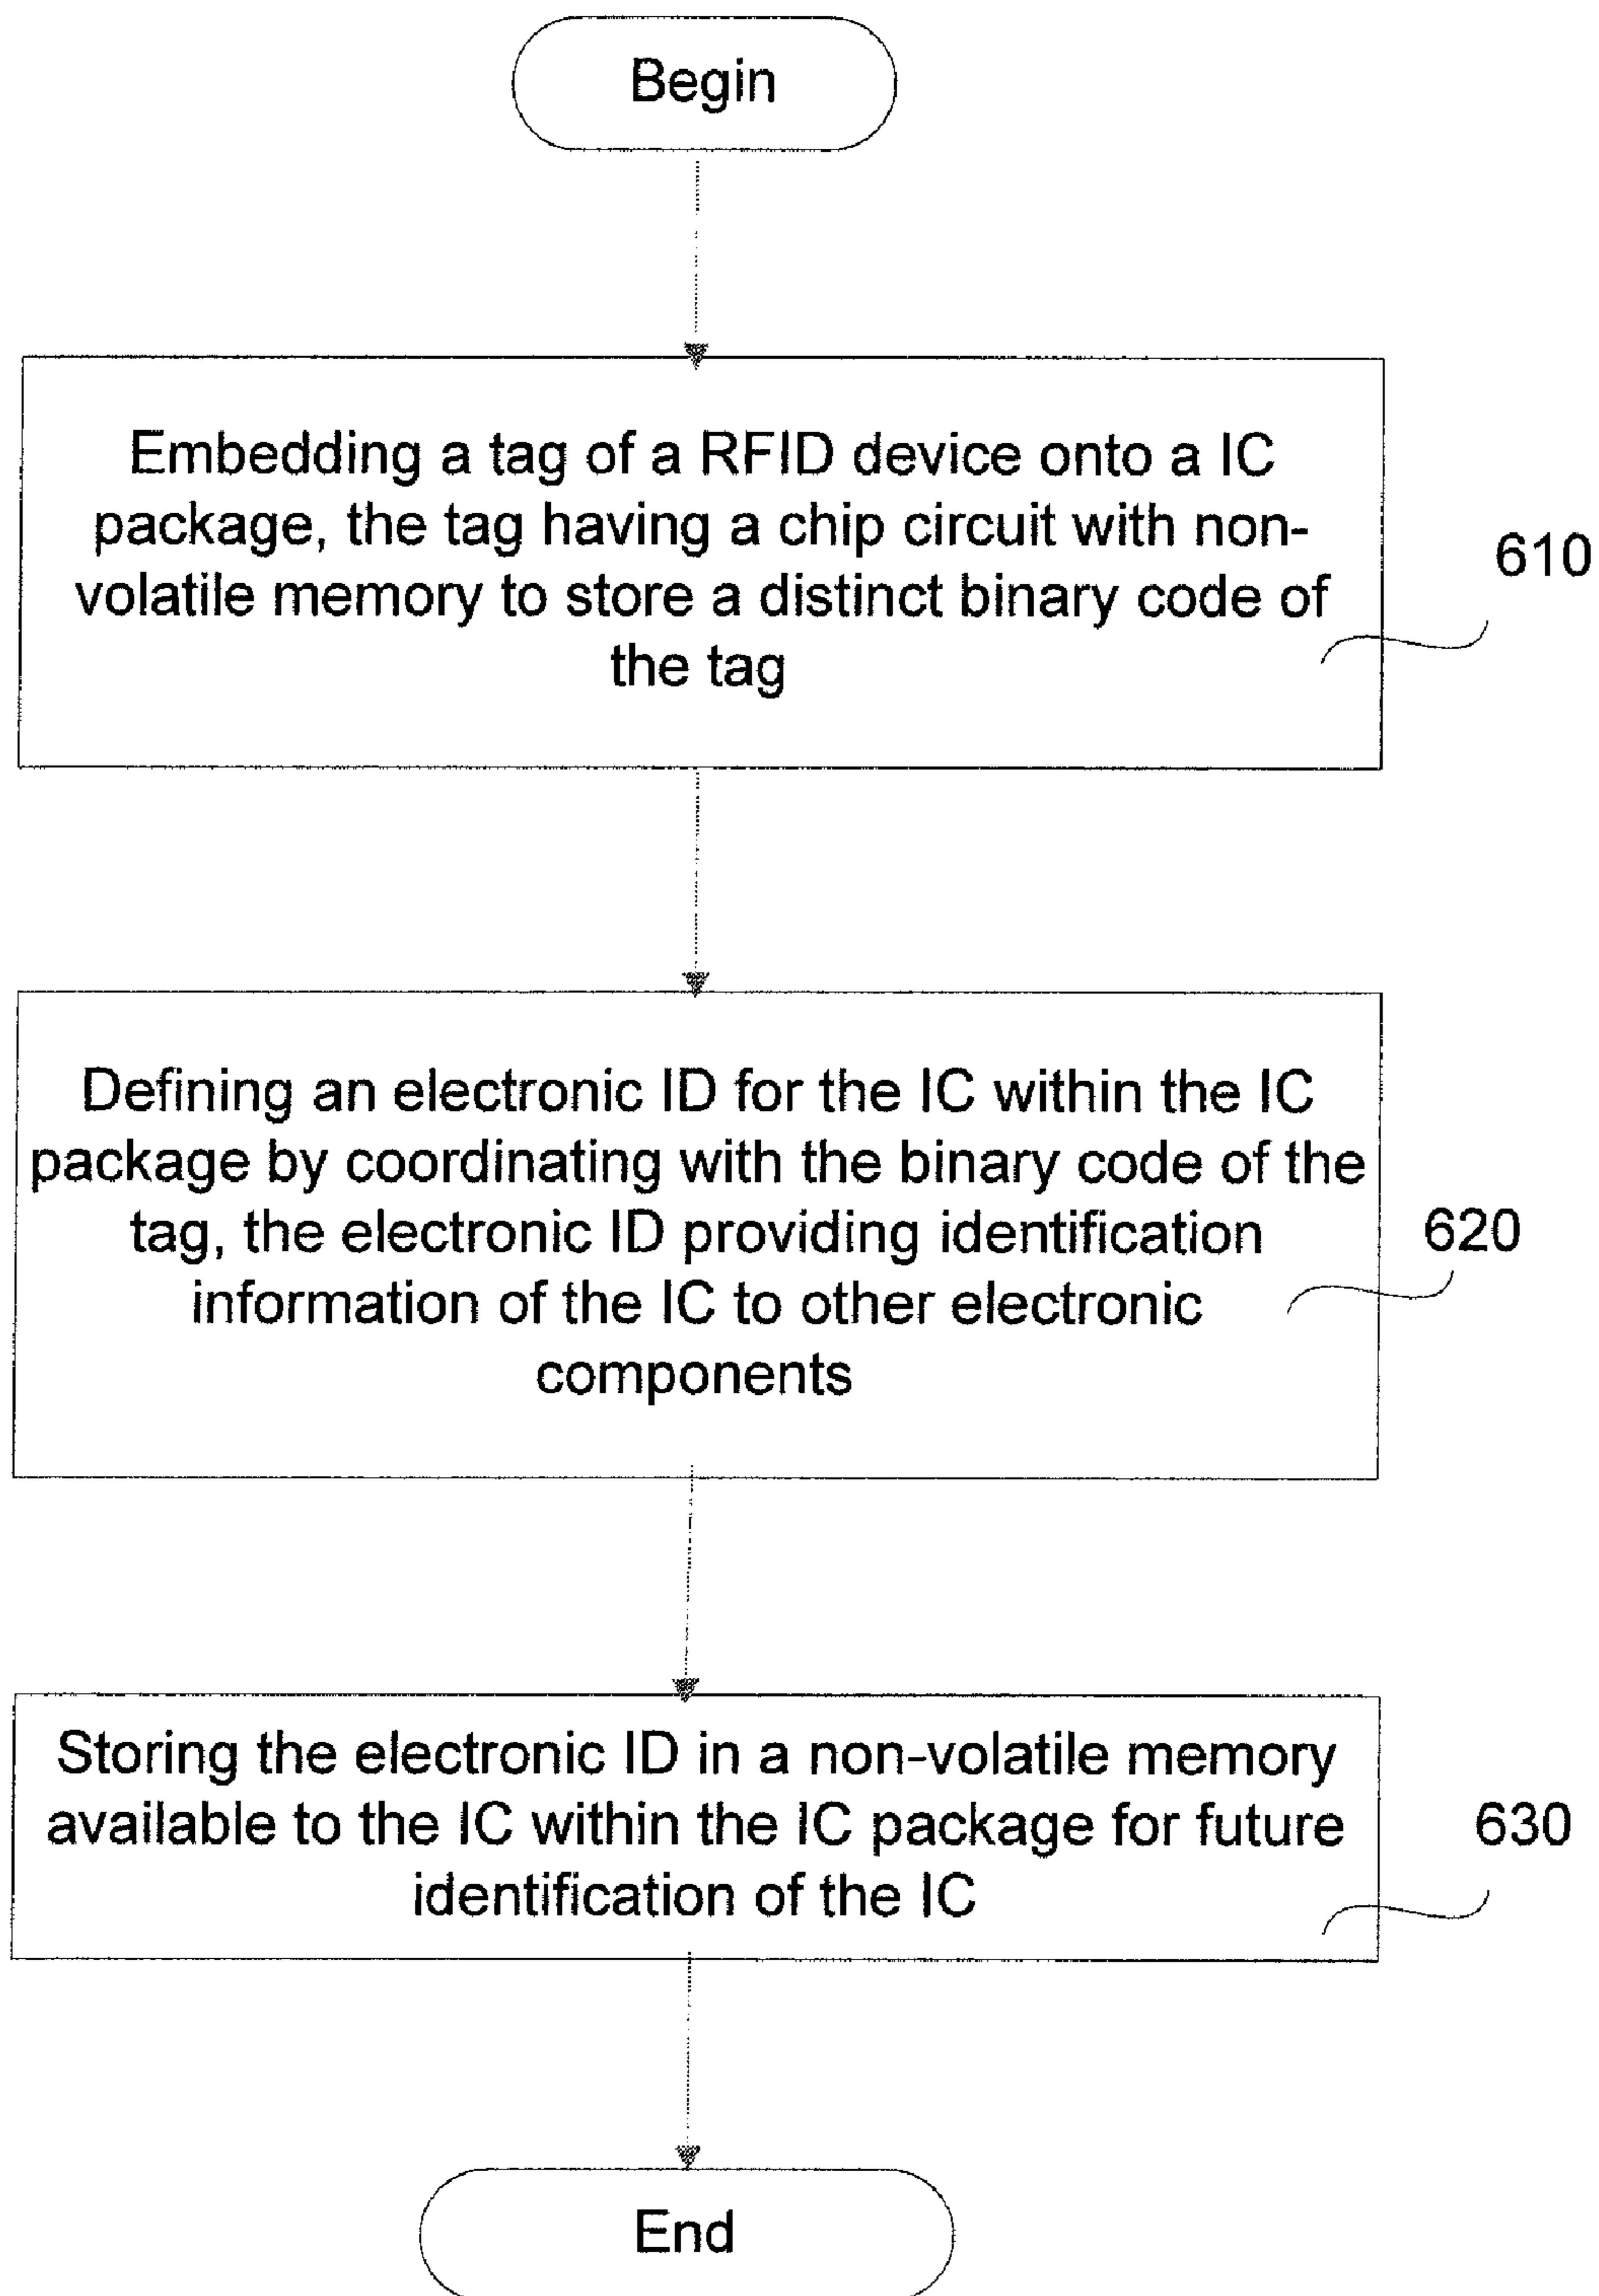 Begin
Embedding a tag of a RFID device onto a IC
package, the tag having a chip circuit with non-
volatile memory to store a distinct binary code of
the tag
610
Defining an electronic ID for the IC within the IC
package by coordinating with the binary code of the
tag, the electronic ID providing identification
information of the IC to other electronic
components
620
Storing the electronic ID in a non-volatile memory
available to the IC within the IC package for future
identification of the IC
630
End